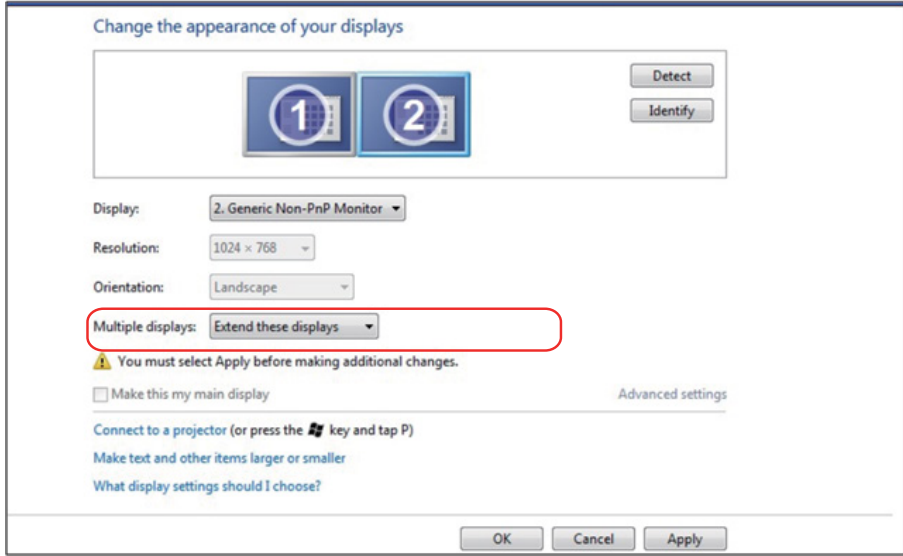 Change the appearance of your displays
1 2
Detect
Identify
Display: 2. Generic Non-PnP Monitor
Resolution: 1024 × 768
Orientation: Landscape
Multiple displays: Extend these displays
You must select Apply before making additional changes.
Make this my main display Advanced settings
Connect to a projector (or press the key and tap P)
Make text and other items larger or smaller
What display settings should I choose?
OK Cancel Apply